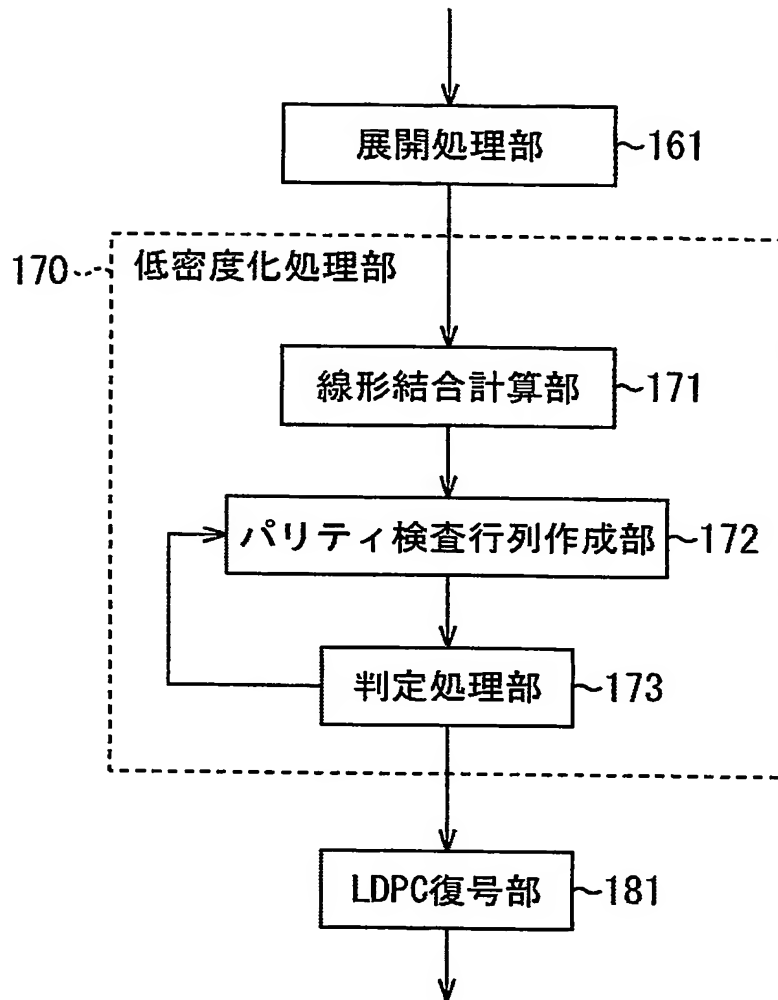 展開処理部 ~161
170 低密度化処理部
線形結合計算部 ~171
パリティ検査行列作成部 ~172
判定処理部 ~173
LDPC復号部 ~181